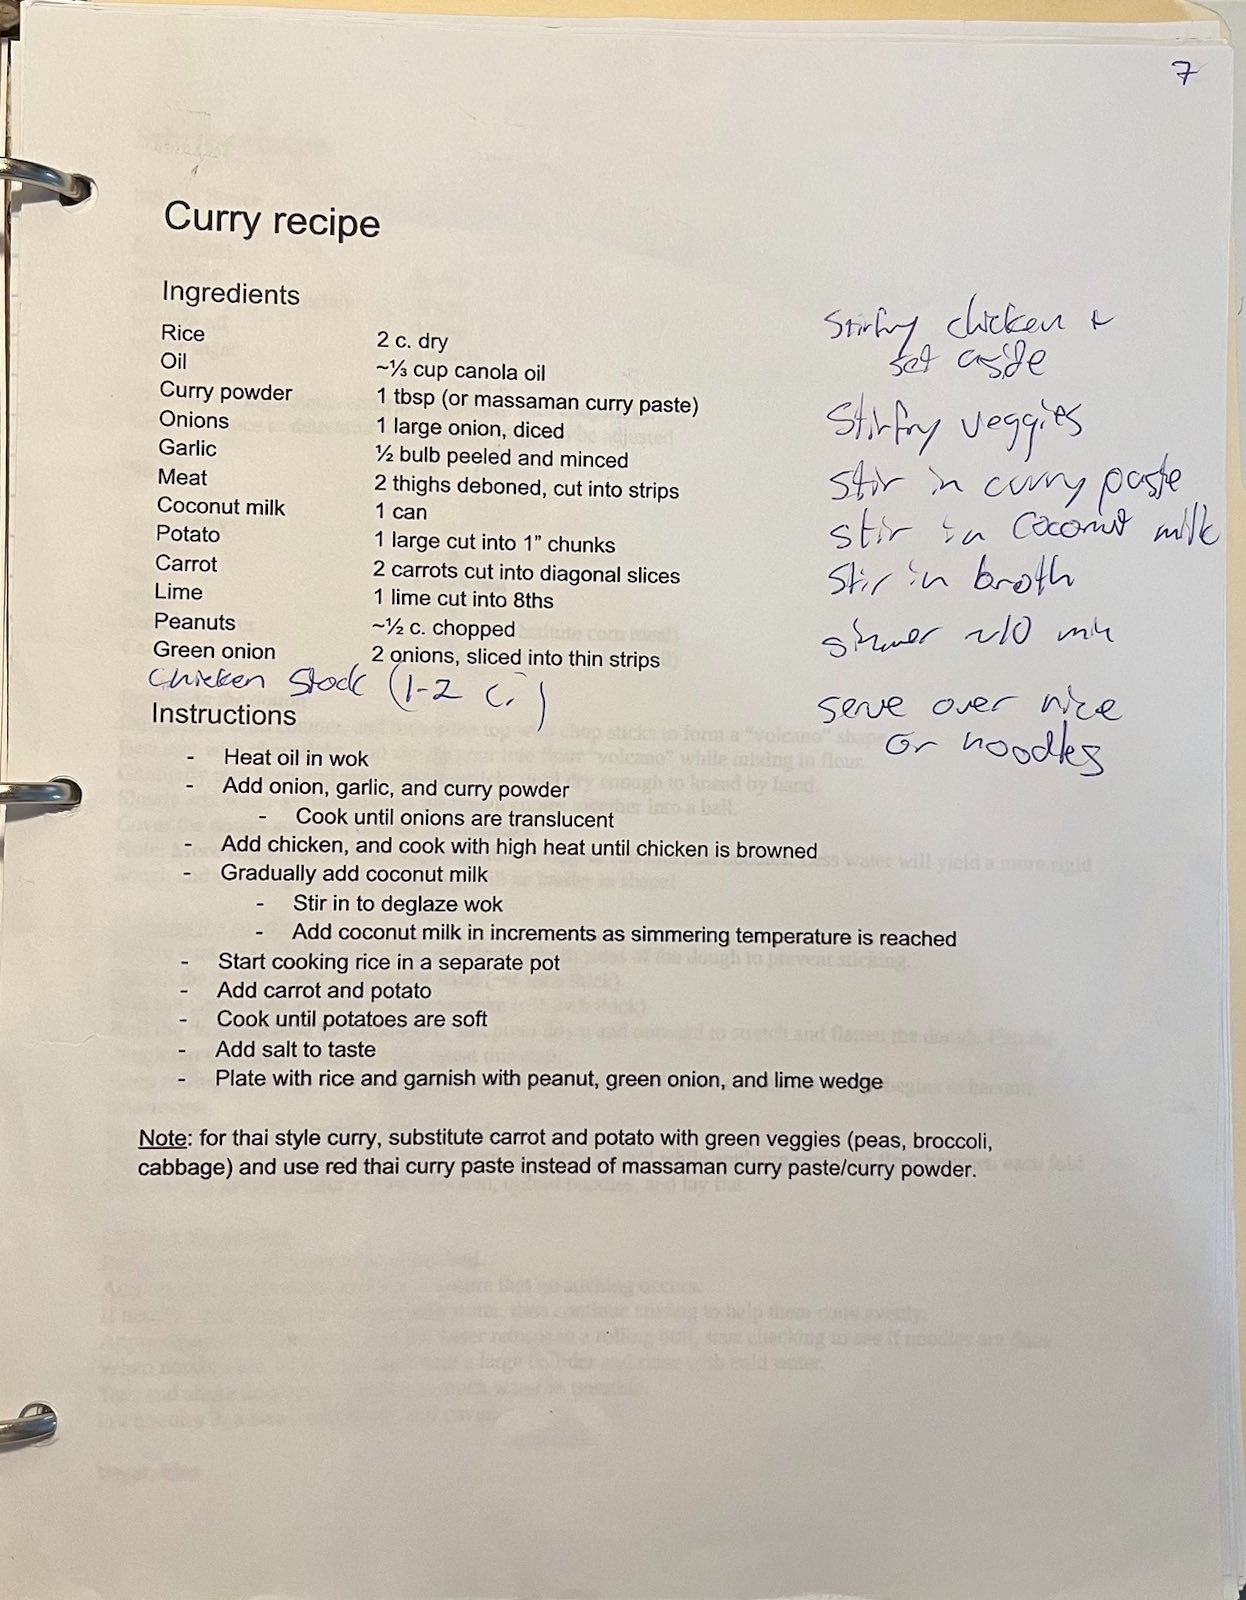 7
Curry recipe
Ingredients
Rice 2 c. dry
Oil ~⅓ cup canola oil
Curry powder 1 tbsp (or massaman curry paste)
Onions 1 large onion, diced
Garlic ½ bulb peeled and minced
Meat 2 thighs deboned, cut into strips
Coconut milk 1 can
Potato 1 large cut into 1” chunks
Carrot 2 carrots cut into diagonal slices
Lime 1 lime cut into 8ths
Peanuts ~½ c. chopped
Green onion 2 onions, sliced into thin strips
Chicken Stock (1-2 c.)
Stirfry chicken +
set aside
Stirfry veggies
stir in curry paste
stir in coconut milk
stir in broth
simmer ~10 min
serve over rice
or noodles
Instructions
- Heat oil in wok
- Add onion, garlic, and curry powder
- Cook until onions are translucent
- Add chicken, and cook with high heat until chicken is browned
- Gradually add coconut milk
- Stir in to deglaze wok
- Add coconut milk in increments as simmering temperature is reached
- Start cooking rice in a separate pot
- Add carrot and potato
- Cook until potatoes are soft
- Add salt to taste
- Plate with rice and garnish with peanut, green onion, and lime wedge
Note: for thai style curry, substitute carrot and potato with green veggies (peas, broccoli,
cabbage) and use red thai curry paste instead of massaman curry paste/curry powder.